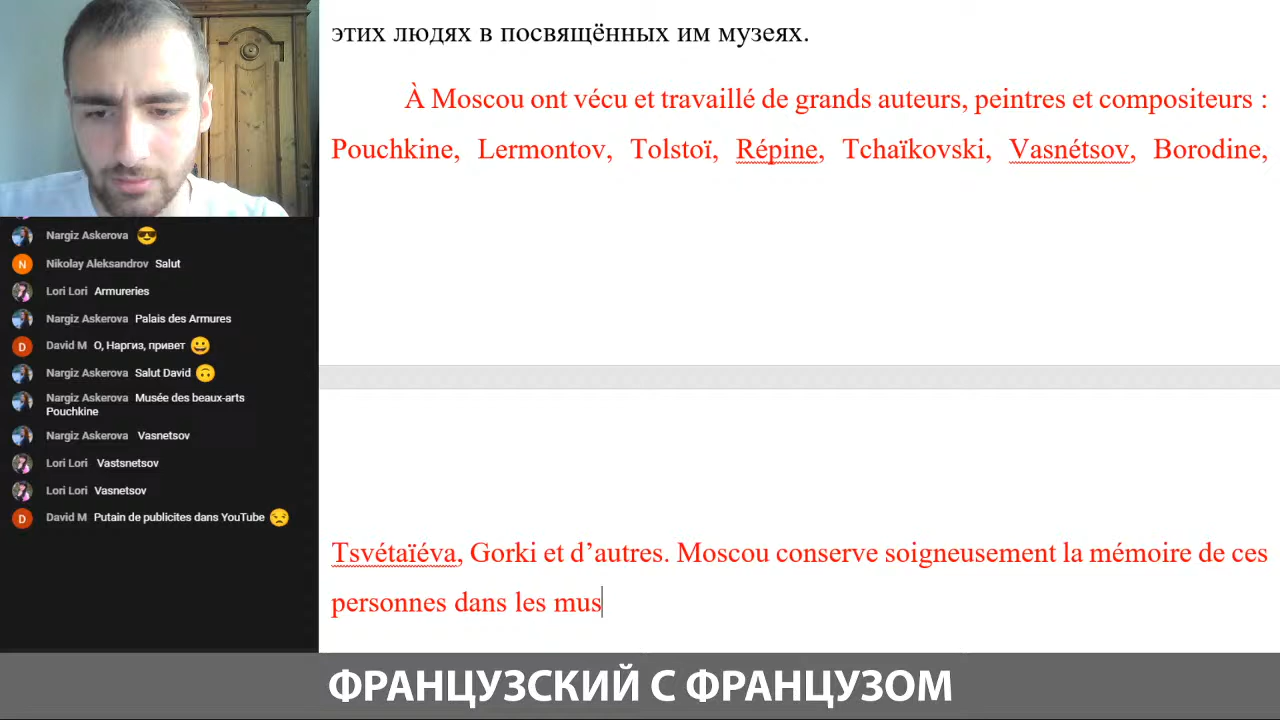 этих людях в посвящённых им музеях.
À Moscou ont vécu et travaillé de grands auteurs, peintres et compositeurs :
Pouchkine, Lermontov, Tolstoï, Répine, Tchaïkovski, Vasnétsov, Borodine,
Nargiz Askerova 😎
N Nikolay Aleksandrov Salut
Lori Lori Armureries
Nargiz Askerova Palais des Armures
D David M О, Наргиз, привет 😀
Nargiz Askerova Salut David 🙃
Nargiz Askerova Musée des beaux-arts
Pouchkine
Nargiz Askerova Vasnetsov
Lori Lori Vastsnetsov
Lori Lori Vasnetsov
D David M Putain de publicites dans YouTube 😒
Tsvétaïéva, Gorki et d’autres. Moscou conserve soigneusement la mémoire de ces
personnes dans les mus
ФРАНЦУЗСКИЙ С ФРАНЦУЗОМ